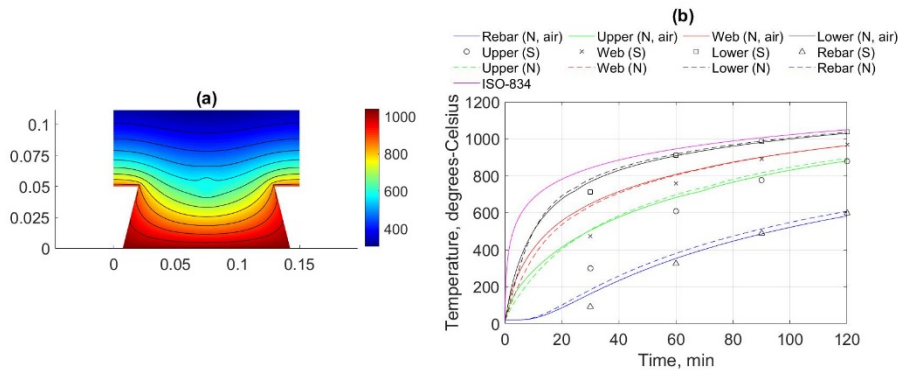 (a)
0.1
0.075
0.05
0.025
0
0 0.05 0.1 0.15
1000
800
600
400
(b)
Rebar (N, air) Upper (N, air) Web (N, air) Lower (N, air)
Upper (S) Web (S) Lower (S) Rebar (S)
Upper (N) Web (N) Lower (N) Rebar (N)
ISO-834
Temperature, degrees-Celsius
1200
1000
800
600
400
200
0
0 20 40 60 80 100 120
Time, min